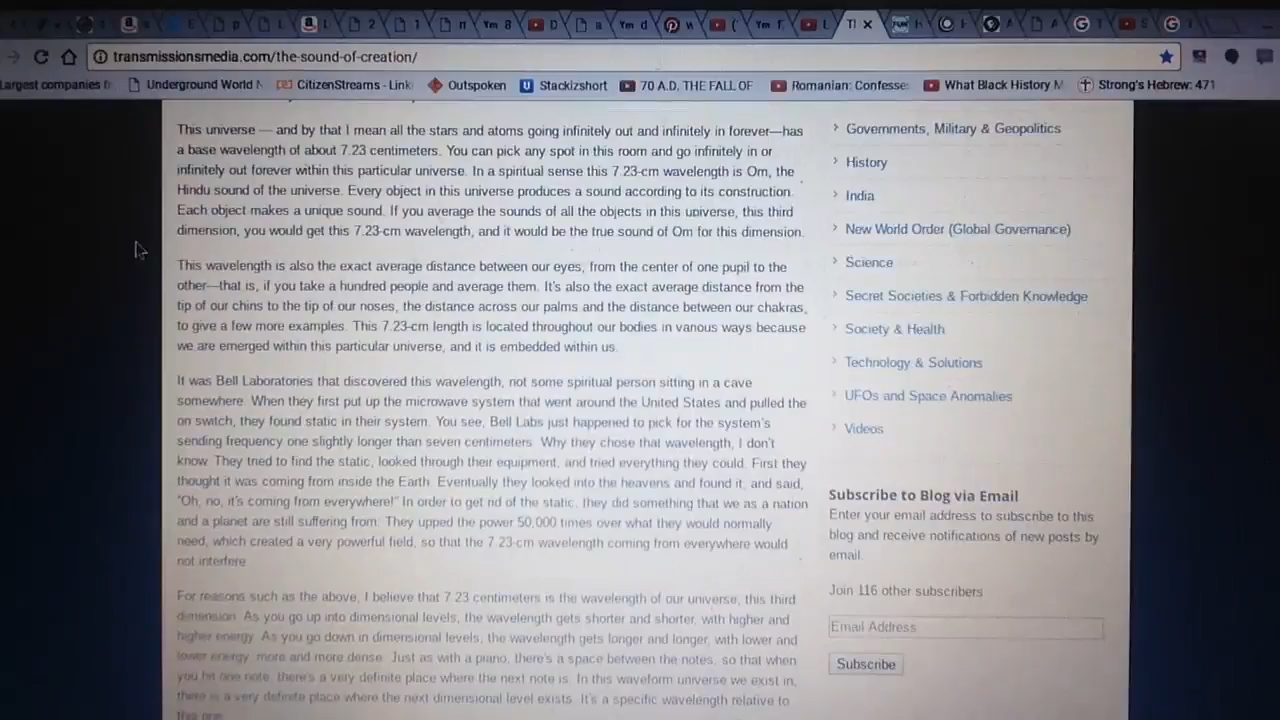 transmissionsmedia.com/the-sound-of-creation/
Largest companies Underground World N CitizenStreams - Link Outspoken Stackizshort 70 A.D. THE FALL OF Romanian: Confesse What Black History M Strong's Hebrew: 471
This universe — and by that I mean all the stars and atoms going infinitely out and infinitely in forever—has
a base wavelength of about 7.23 centimeters. You can pick any spot in this room and go infinitely in or
infinitely out forever within this particular universe. In a spiritual sense this 7.23-cm wavelength is Om, the
Hindu sound of the universe. Every object in this universe produces a sound according to its construction.
Each object makes a unique sound. If you average the sounds of all the objects in this universe, this third
dimension, you would get this 7.23-cm wavelength, and it would be the true sound of Om for this dimension.
This wavelength is also the exact average distance between our eyes, from the center of one pupil to the
other—that is, if you take a hundred people and average them. It's also the exact average distance from the
tip of our chins to the tip of our noses, the distance across our palms and the distance between our chakras,
to give a few more examples. This 7.23-cm length is located throughout our bodies in various ways because
we are emerged within this particular universe, and it is embedded within us.
It was Bell Laboratories that discovered this wavelength, not some spiritual person sitting in a cave
somewhere. When they first put up the microwave system that went around the United States and pulled the
on switch, they found static in their system. You see, Bell Labs just happened to pick for the system's
sending frequency one slightly longer than seven centimeters. Why they chose that wavelength, I don't
know. They tried to find the static, looked through their equipment, and tried everything they could. First they
thought it was coming from inside the Earth. Eventually they looked into the heavens and found it, and said,
"Oh, no, it's coming from everywhere!" In order to get rid of the static, they did something that we as a nation
and a planet are still suffering from: They upped the power 50,000 times over what they would normally
need, which created a very powerful field, so that the 7.23-cm wavelength coming from everywhere would
not interfere.
For reasons such as the above, I believe that 7.23 centimeters is the wavelength of our universe, this third
dimension. As you go up into dimensional levels, the wavelength gets shorter and shorter, with higher and
higher energy. As you go down in dimensional levels, the wavelength gets longer and longer, with lower and
lower energy, more and more dense. Just as with a piano, there's a space between the notes, so that when
you hit one note, there's a very definite place where the next note is. In this waveform universe we exist in,
there is a very definite place where the next dimensional level exists. It's a specific wavelength relative to
this one.
Governments, Military & Geopolitics
History
India
New World Order (Global Governance)
Science
Secret Societies & Forbidden Knowledge
Society & Health
Technology & Solutions
UFOs and Space Anomalies
Videos
Subscribe to Blog via Email
Enter your email address to subscribe to this
blog and receive notifications of new posts by
email.
Join 116 other subscribers
Email Address
Subscribe